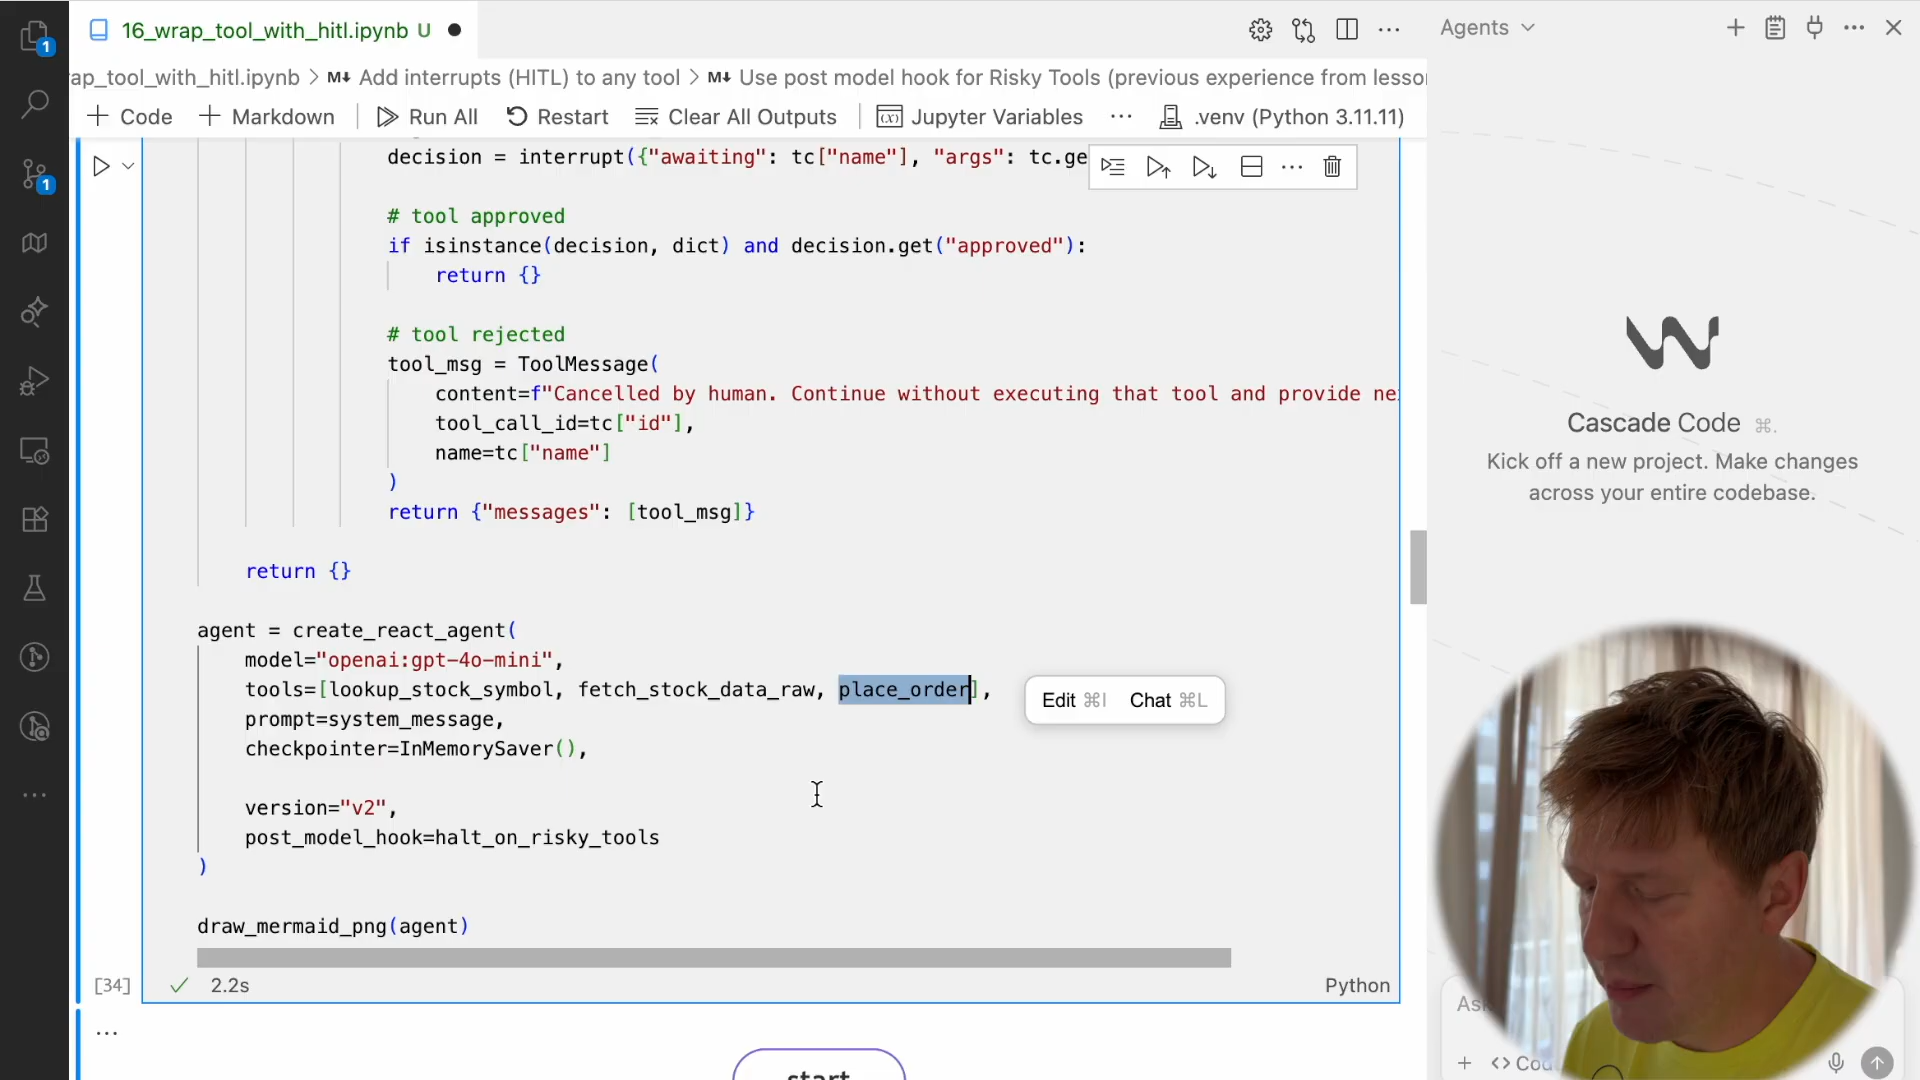 16_wrap_tool_with_hitl.ipynb U
Agents
1
ap_tool_with_hitl.ipynb > M↓ Add interrupts (HITL) to any tool > M↓ Use post model hook for Risky Tools (previous experience from lesso
+ Code + Markdown Run All Restart Clear All Outputs Jupyter Variables ... .venv (Python 3.11.11)
1
decision = interrupt({"awaiting": tc["name"], "args": tc.ge
# tool approved
if isinstance(decision, dict) and decision.get("approved"):
return {}
# tool rejected
tool_msg = ToolMessage(
content=f"Cancelled by human. Continue without executing that tool and provide ne
tool_call_id=tc["id"],
name=tc["name"]
)
return {"messages": [tool_msg]}
return {}
agent = create_react_agent(
model="openai:gpt-4o-mini",
tools=[lookup_stock_symbol, fetch_stock_data_raw, place_order],
Edit ⌘I Chat ⌘L
prompt=system_message,
checkpointer=InMemorySaver(),
version="v2",
post_model_hook=halt_on_risky_tools
)
draw_mermaid_png(agent)
[34] 2.2s Python
...
start
Cascade Code ⌘.
Kick off a new project. Make changes
across your entire codebase.
As
+ <> Co